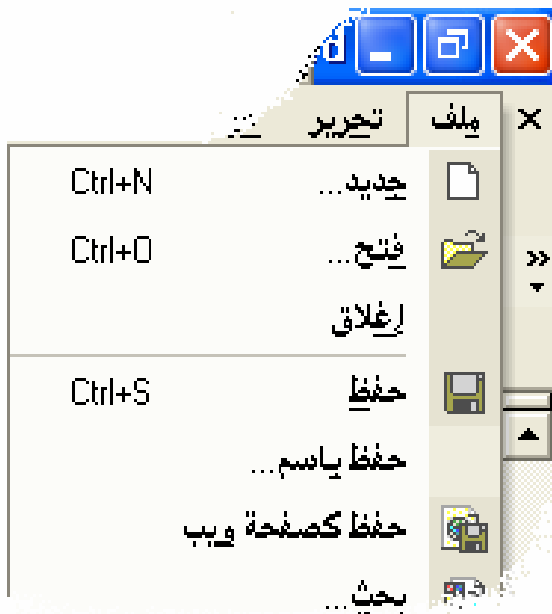 d
ملف تحرير
جديد... Ctrl+N
فتح... Ctrl+O
إغلاق
حفظ Ctrl+S
حفظ باسم...
حفظ كصفحة ويب
بحث...